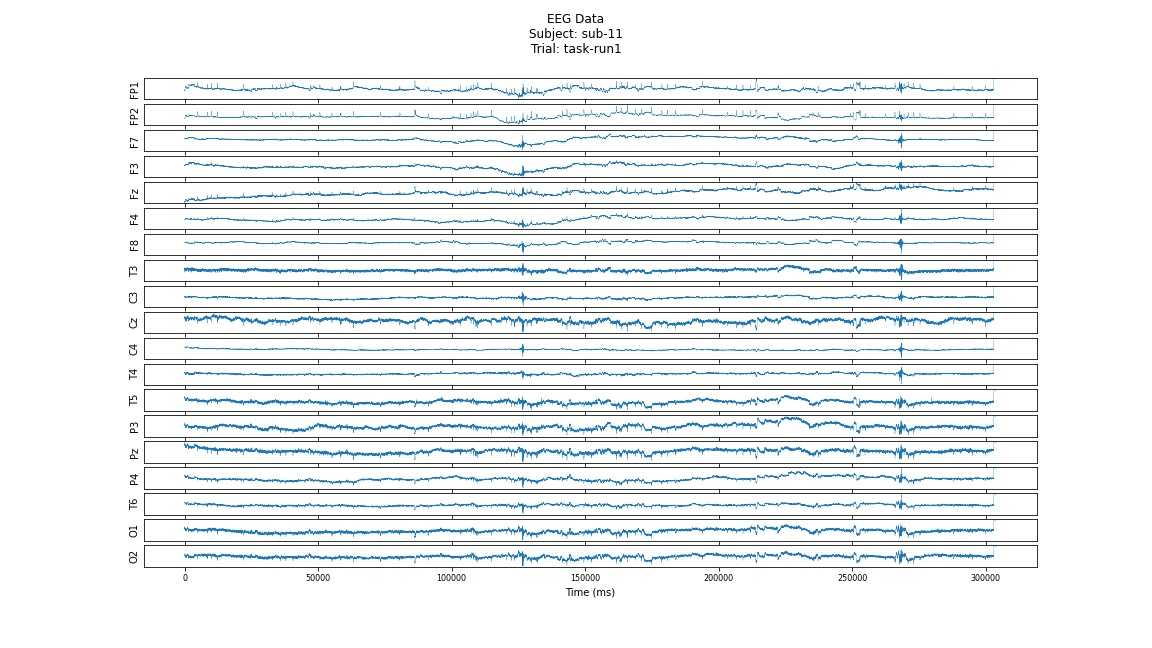 EEG Data
Subject: sub-11
Trial: task-run1
FP1
FP2
F7
F3
Fz
F4
F8
T3
C3
Cz
C4
T4
T5
P3
Pz
P4
T6
O1
O2
0 50000 100000 150000 200000 250000 300000
Time (ms)